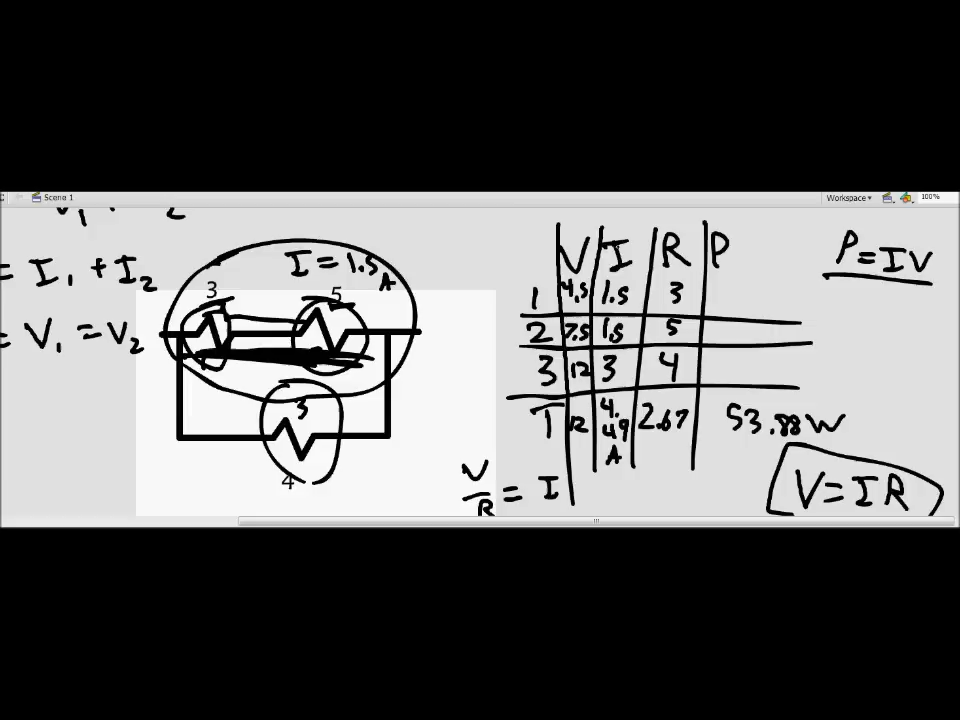 Scene 1
Workspace
100%
= I₁ + I₂
= V₁ = V₂
I = 1.5 A
3
5
3
4
V I R P
1 4.5 1.5 3
2 7.5 1.5 5
3 12 3 4
T 12 4.49 A 2.67 53.88 W
P = IV
V/R = I
V = IR